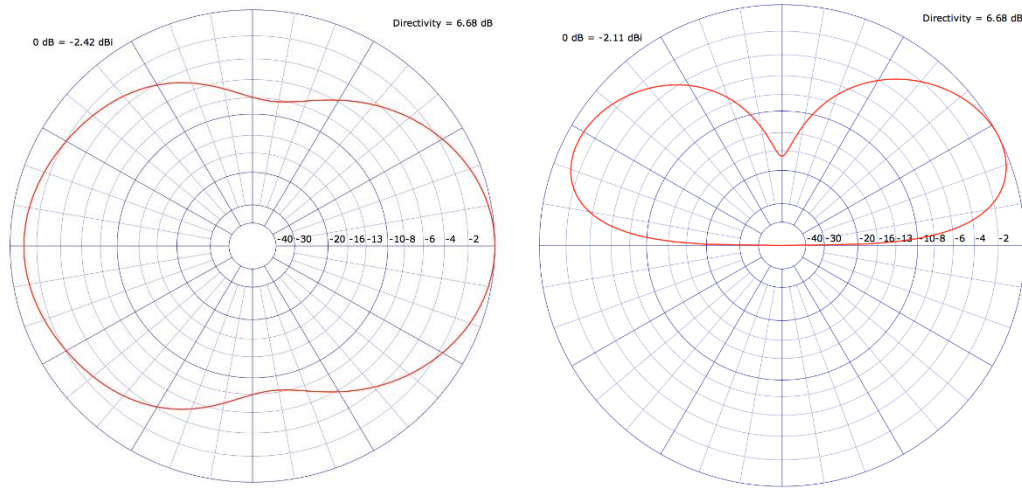 Directivity = 6.68 dB
0 dB = -2.42 dBi
-40 -30 -20 -16 -13 -10 -8 -6 -4 -2
Directivity = 6.68 dB
0 dB = -2.11 dBi
-40 -30 -20 -16 -13 -10 -8 -6 -4 -2